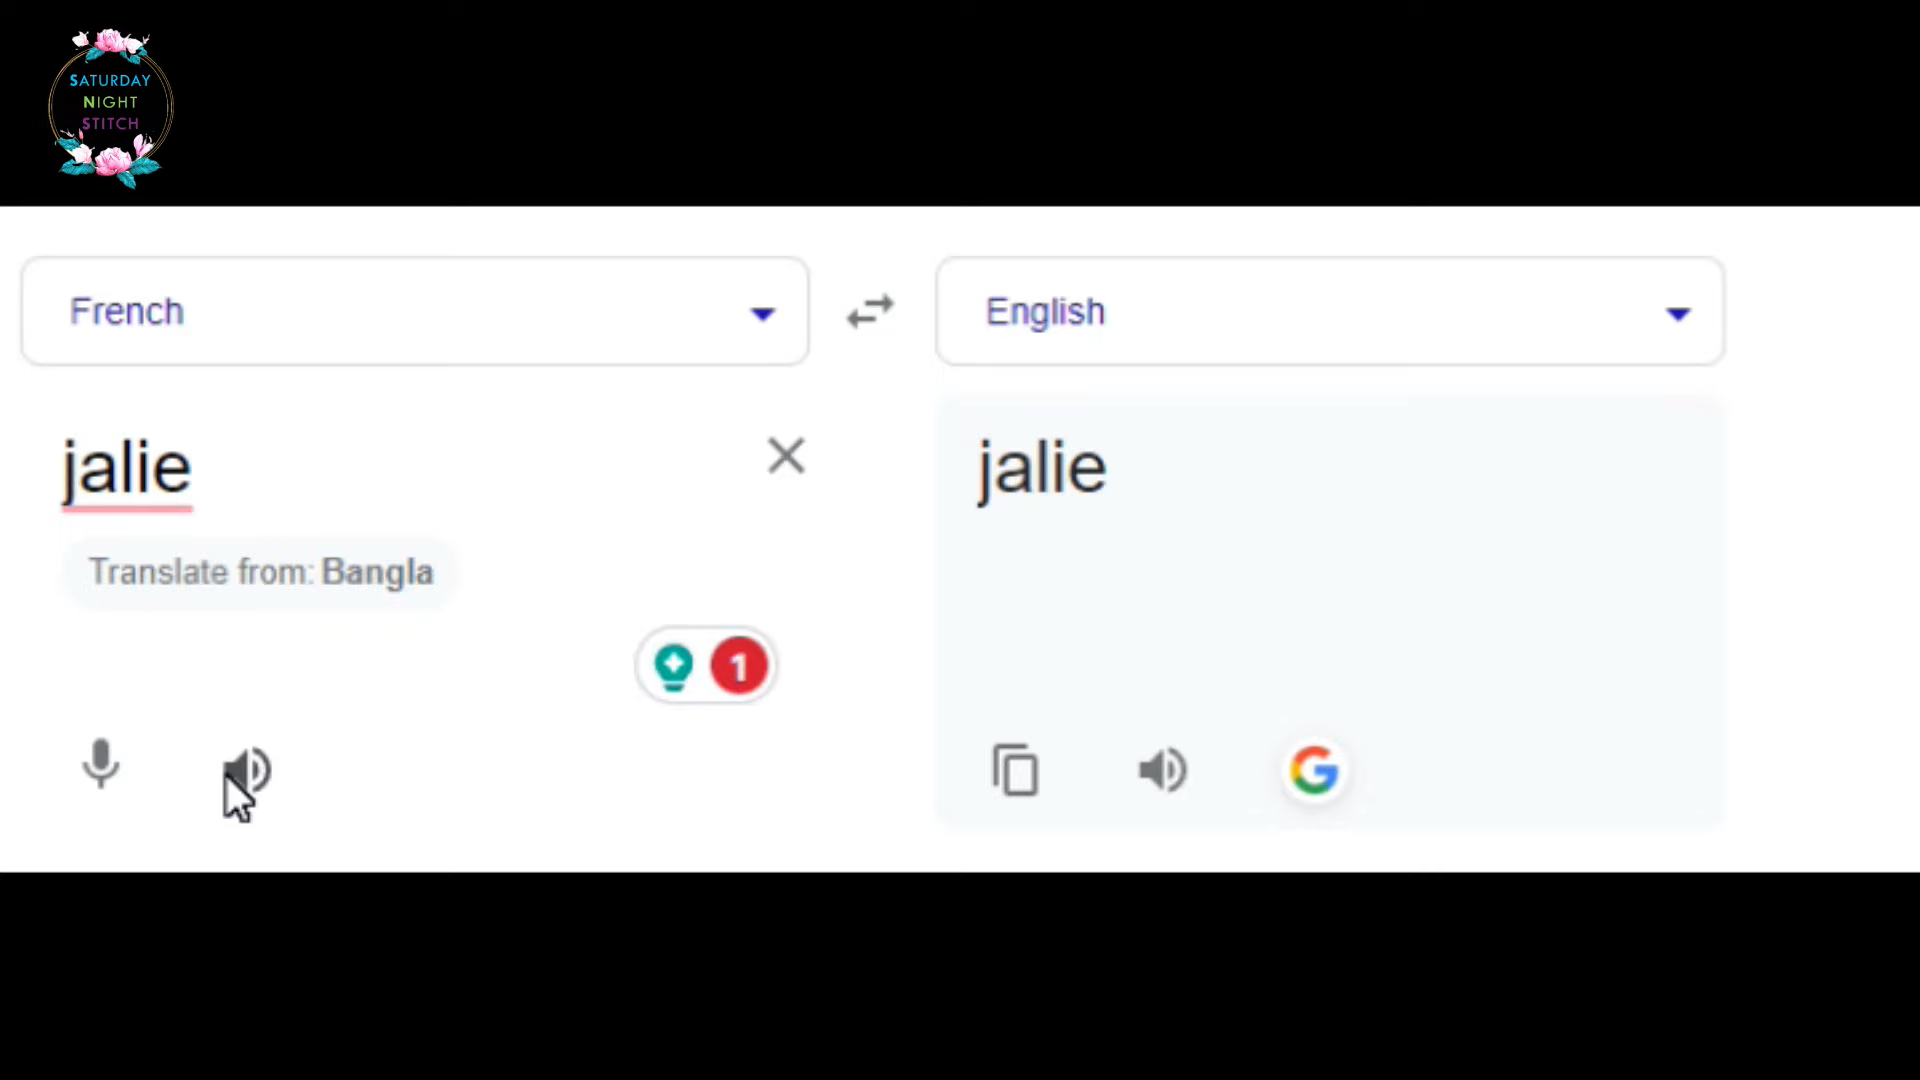 SATURDAY
NIGHT
STITCH
French
English
jalie
jalie
Translate from: Bangla
1